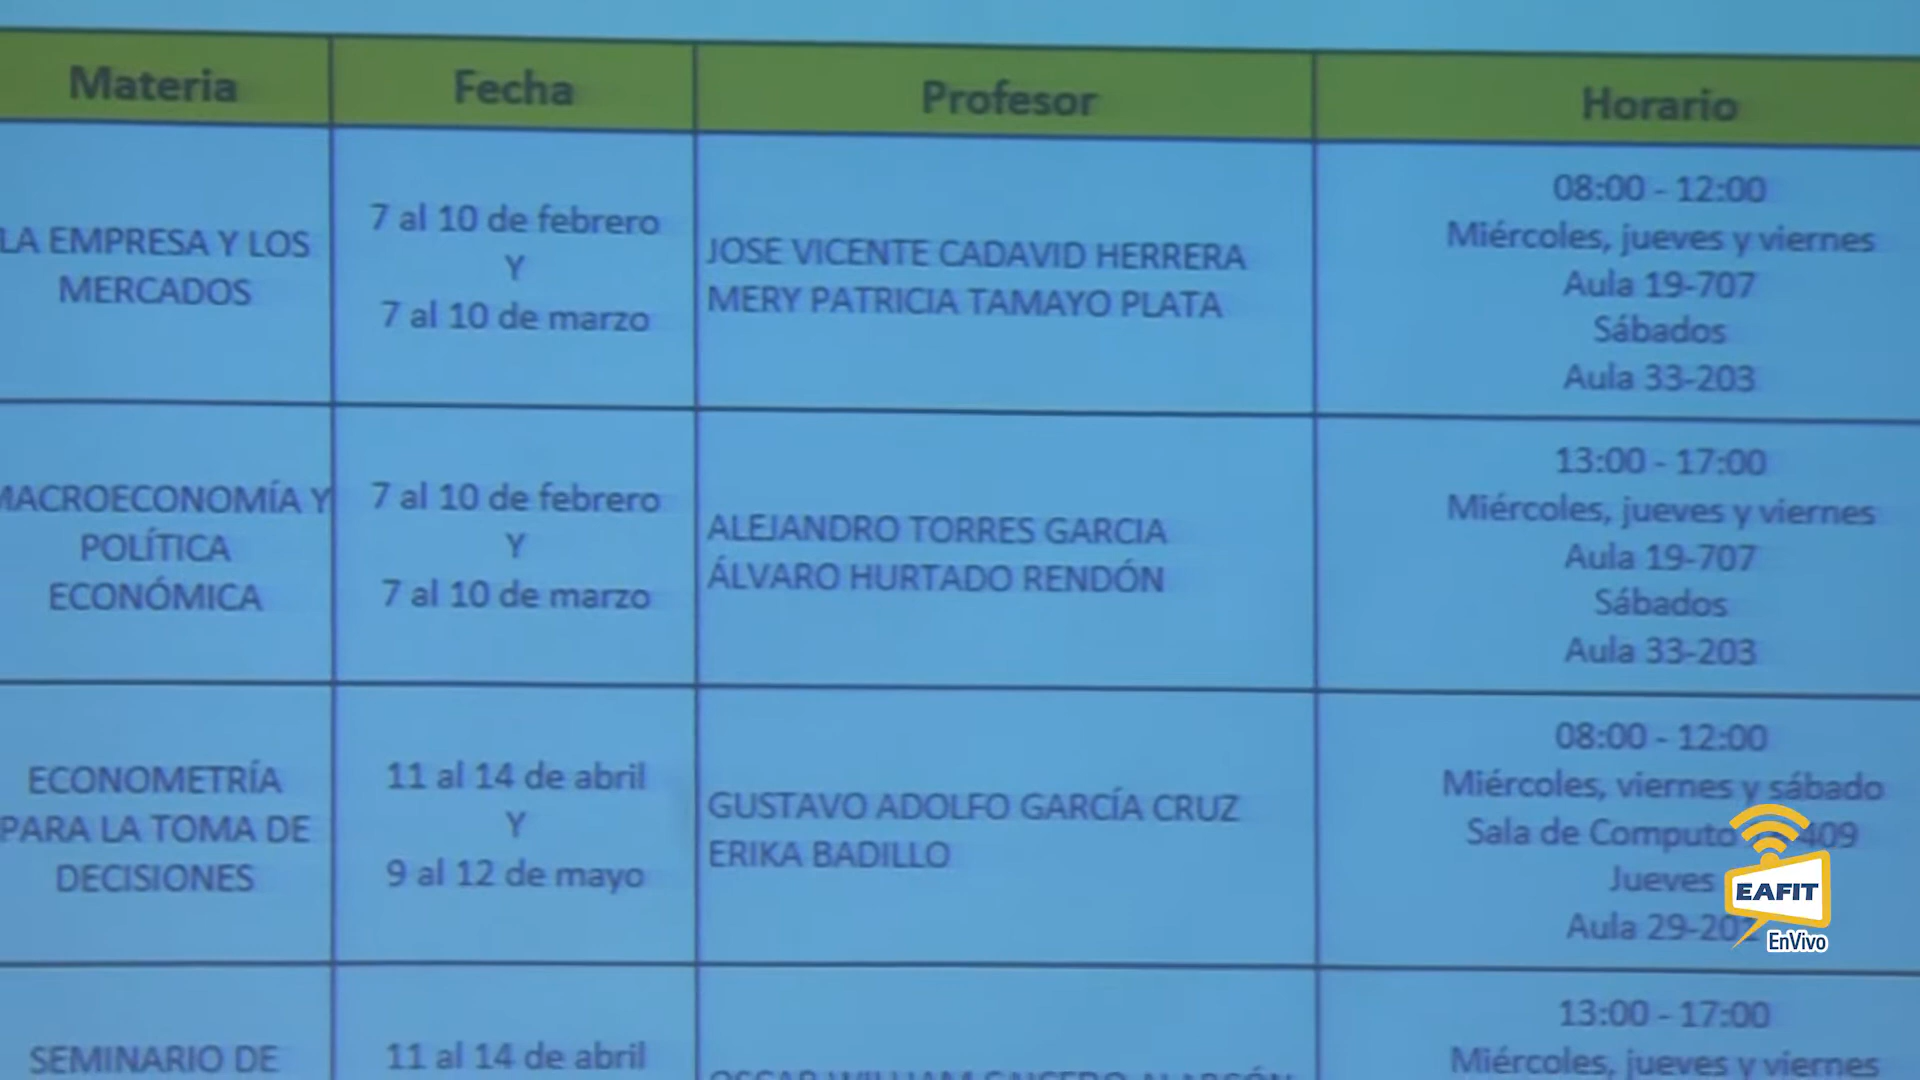 Materia
Fecha
Profesor
Horario
LA EMPRESA Y LOS
MERCADOS
7 al 10 de febrero
Y
7 al 10 de marzo
JOSE VICENTE CADAVID HERRERA
MERY PATRICIA TAMAYO PLATA
08:00 - 12:00
Miércoles, jueves y viernes
Aula 19-707
Sábados
Aula 33-203
MACROECONOMÍA Y
POLÍTICA
ECONÓMICA
7 al 10 de febrero
Y
7 al 10 de marzo
ALEJANDRO TORRES GARCIA
ÁLVARO HURTADO RENDÓN
13:00 - 17:00
Miércoles, jueves y viernes
Aula 19-707
Sábados
Aula 33-203
ECONOMETRÍA
PARA LA TOMA DE
DECISIONES
11 al 14 de abril
Y
9 al 12 de mayo
GUSTAVO ADOLFO GARCÍA CRUZ
ERIKA BADILLO
08:00 - 12:00
Miércoles, viernes y sábado
Sala de Computo 409
Jueves
Aula 29-202
EAFIT
EnVivo
SEMINARIO DE
11 al 14 de abril
13:00 - 17:00
Miércoles, jueves y viernes